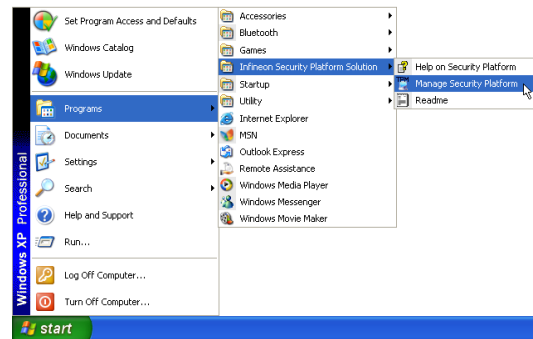 Set Program Access and Defaults
Windows Catalog
Windows Update
Programs
Documents
Settings
Search
Help and Support
Run...
Log Off Computer...
Turn Off Computer...
Windows XP Professional
start
Accessories
Bluetooth
Games
Infineon Security Platform Solution
Startup
Utility
Internet Explorer
MSN
Outlook Express
Remote Assistance
Windows Media Player
Windows Messenger
Windows Movie Maker
Help on Security Platform
Manage Security Platform
Readme